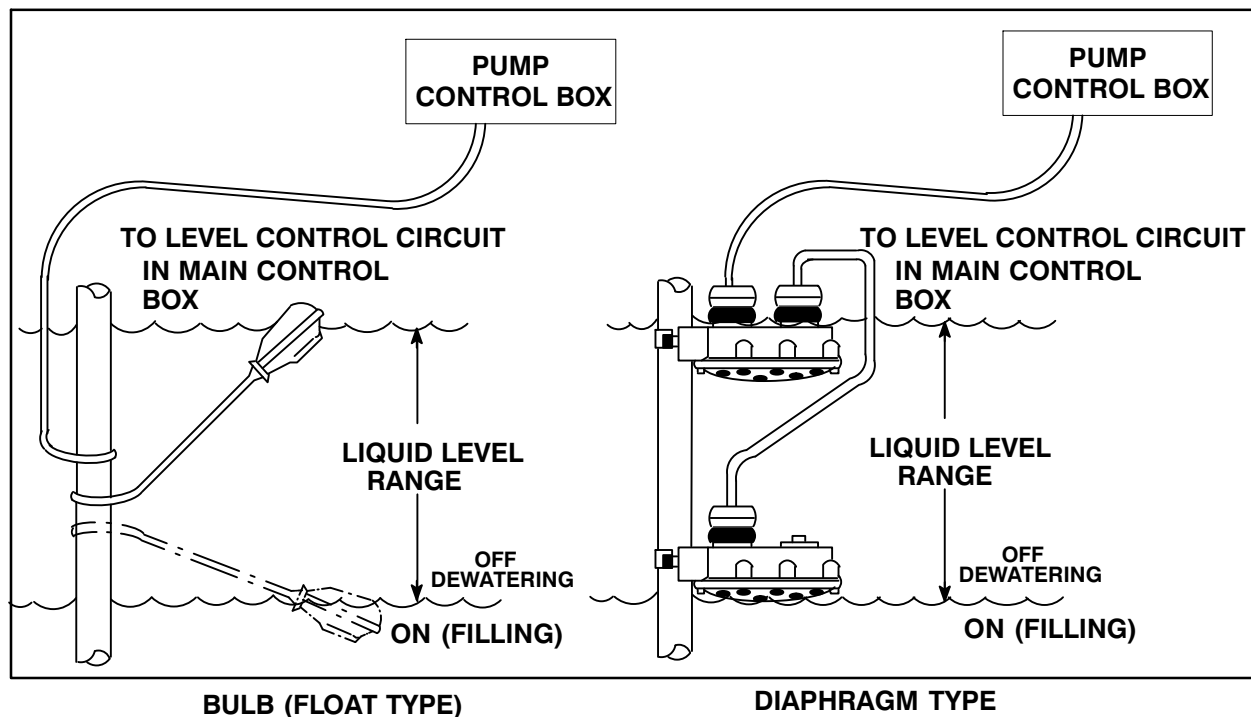 PUMP
CONTROL BOX
TO LEVEL CONTROL CIRCUIT
IN MAIN CONTROL
BOX
LIQUID LEVEL
RANGE
OFF
DEWATERING
ON (FILLING)
BULB (FLOAT TYPE)
PUMP
CONTROL BOX
TO LEVEL CONTROL CIRCUIT
IN MAIN CONTROL
BOX
LIQUID LEVEL
RANGE
OFF
DEWATERING
ON (FILLING)
DIAPHRAGM TYPE